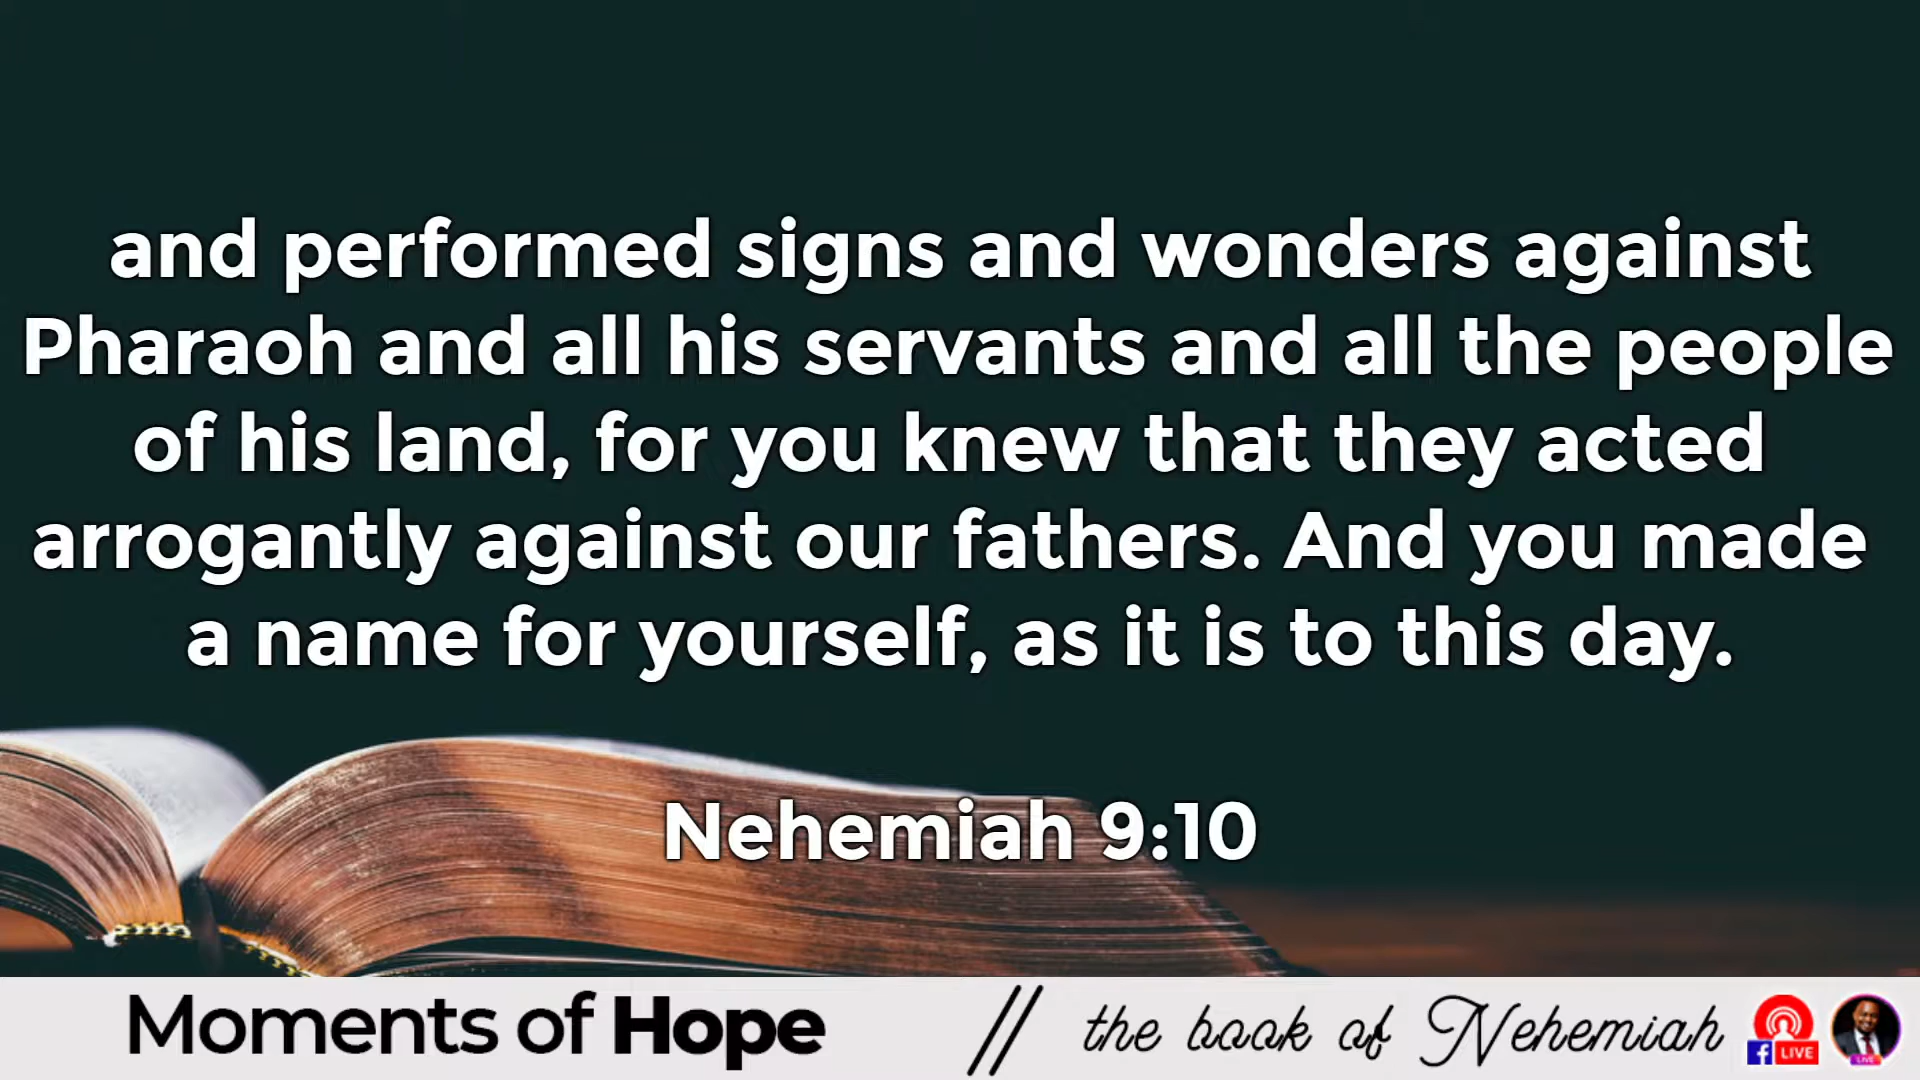 and performed signs and wonders against
Pharaoh and all his servants and all the people
of his land, for you knew that they acted
arrogantly against our fathers. And you made
a name for yourself, as it is to this day.
Nehemiah 9:10
Moments of Hope // the book of Nehemiah
f LIVE
LIVE